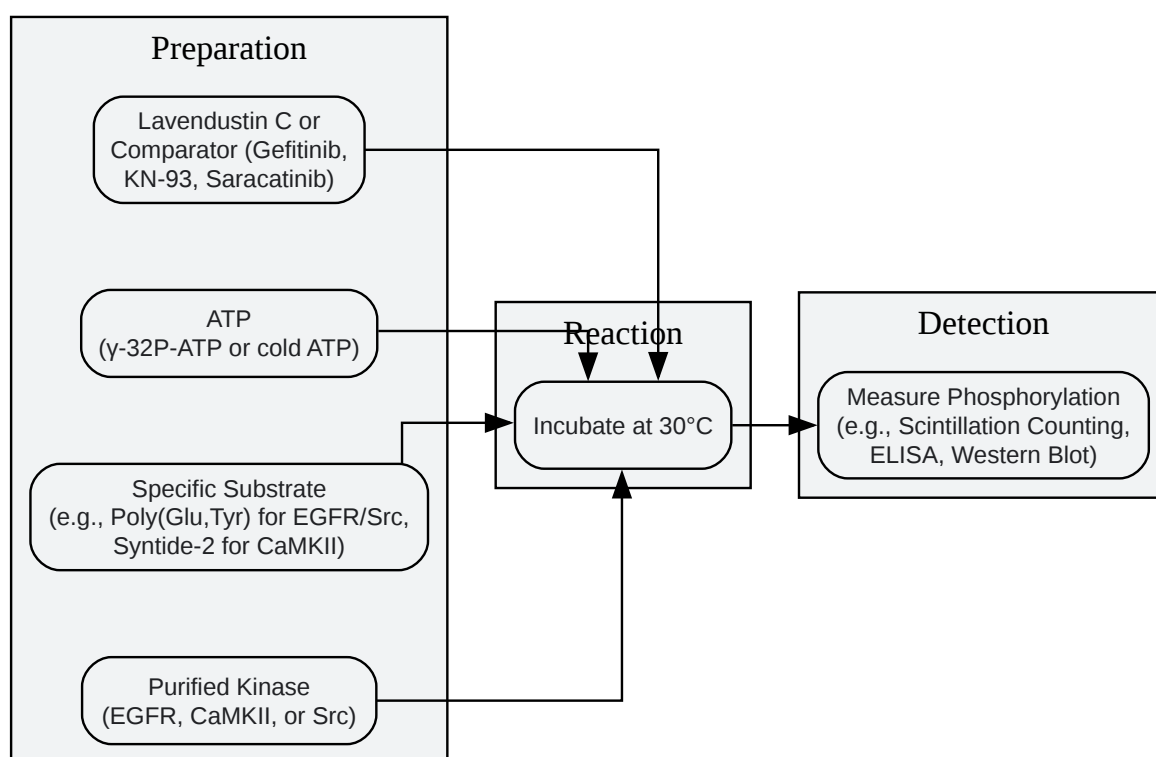 Preparation
Lavendustin C or
Comparator (Gefitinib,
KN-93, Saracatinib)
ATP
(γ-32P-ATP or cold ATP)
Specific Substrate
(e.g., Poly(Glu,Tyr) for EGFR/Src,
Syntide-2 for CaMKII)
Purified Kinase
(EGFR, CaMKII, or Src)
Reaction
Incubate at 30°C
Detection
Measure Phosphorylation
(e.g., Scintillation Counting,
ELISA, Western Blot)